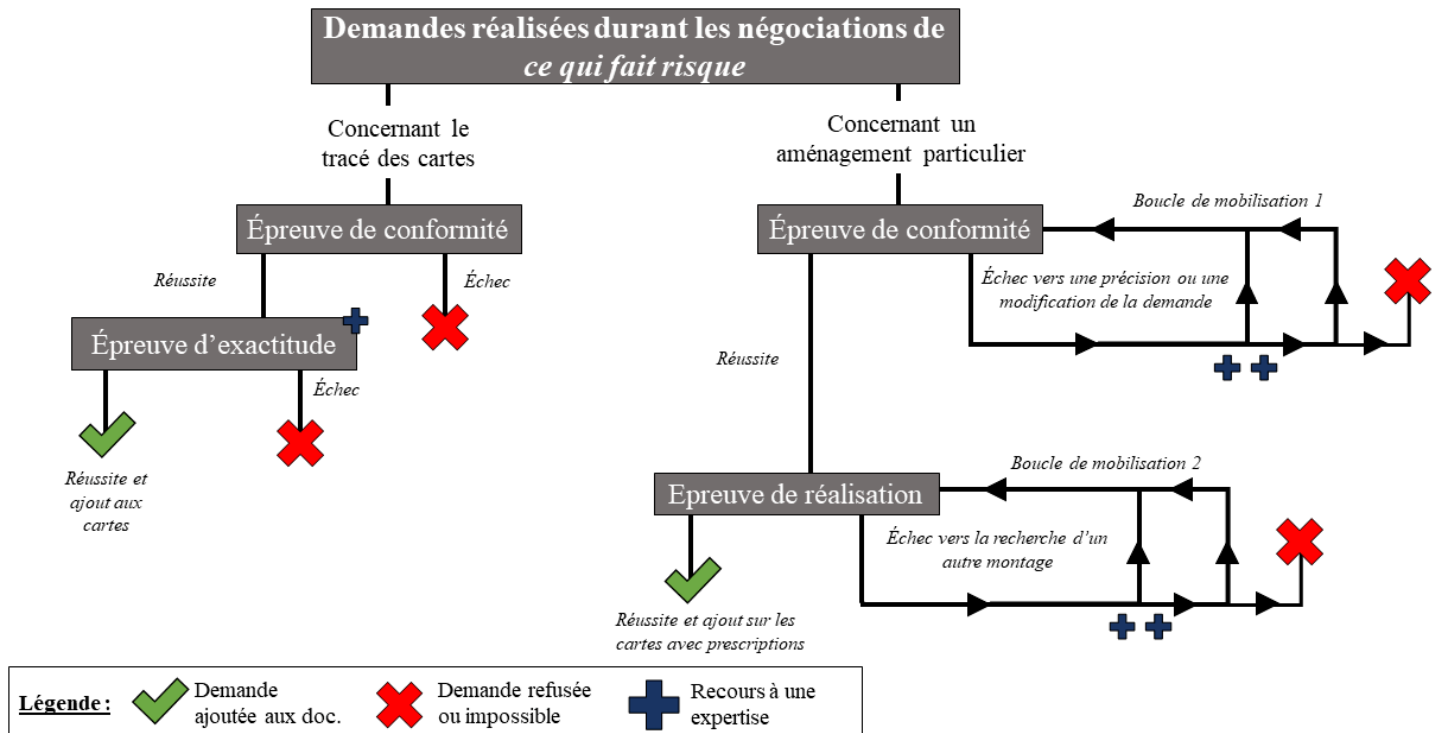 Demandes réalisées durant les négociations de
ce qui fait risque
Concernant le
tracé des cartes
Épreuve de conformité
Réussite
Échec
Épreuve d’exactitude
Échec
Réussite et
ajout aux
cartes
Concernant un
aménagement particulier
Épreuve de conformité
Boucle de mobilisation 1
Échec vers une précision ou une
modification de la demande
Réussite
Epreuve de réalisation
Boucle de mobilisation 2
Échec vers la recherche d’un
autre montage
Réussite et ajout sur les
cartes avec prescriptions
Légende :
Demande
ajoutée aux doc.
Demande refusée
ou impossible
Recours à une
expertise